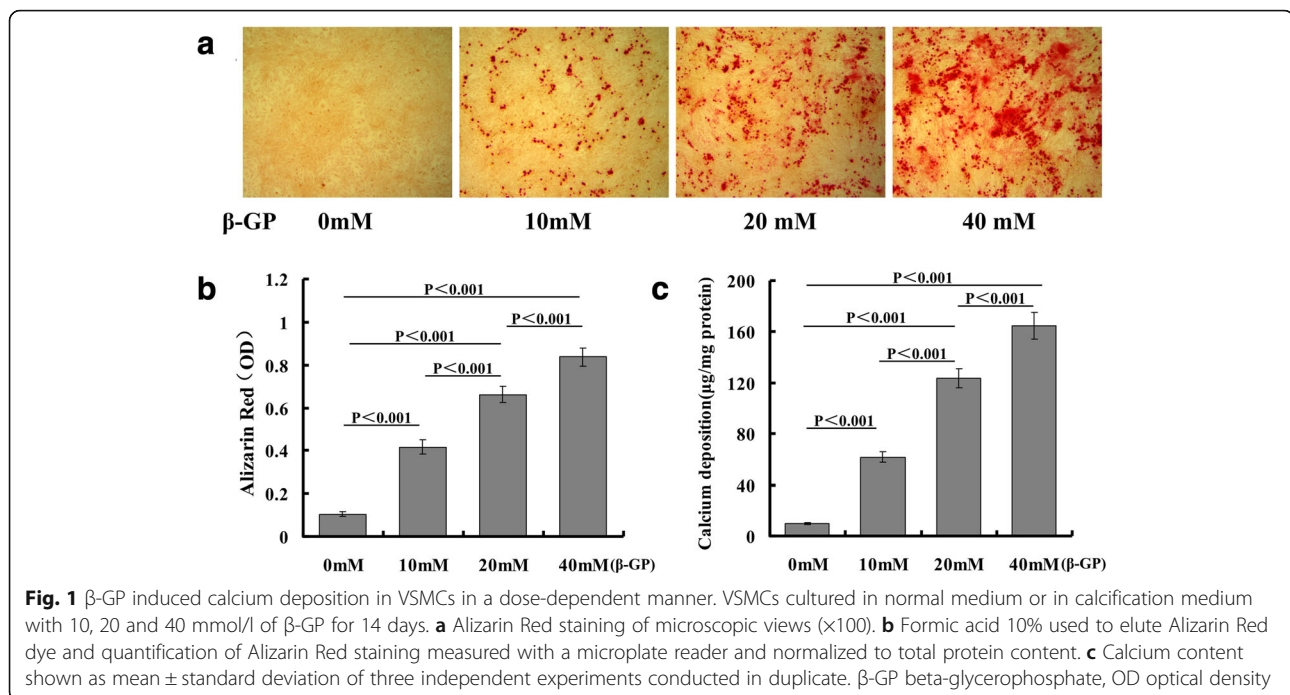 a
β-GP 0mM 10mM 20 mM 40 mM
b
Alizarin Red（OD）
1.2
1
0.8
0.6
0.4
0.2
0
P＜0.001
P＜0.001
P＜0.001
P＜0.001
P＜0.001
0mM 10mM 20mM 40mM(β-GP)
c
Calcium deposition(μg/mg protein)
200
160
120
80
40
0
P＜0.001
P＜0.001
P＜0.001
P＜0.001
P＜0.001
0mM 10mM 20mM 40mM(β-GP)
Fig. 1 β-GP induced calcium deposition in VSMCs in a dose-dependent manner. VSMCs cultured in normal medium or in calcification medium
with 10, 20 and 40 mmol/l of β-GP for 14 days. a Alizarin Red staining of microscopic views (×100). b Formic acid 10% used to elute Alizarin Red
dye and quantification of Alizarin Red staining measured with a microplate reader and normalized to total protein content. c Calcium content
shown as mean ± standard deviation of three independent experiments conducted in duplicate. β-GP beta-glycerophosphate, OD optical density